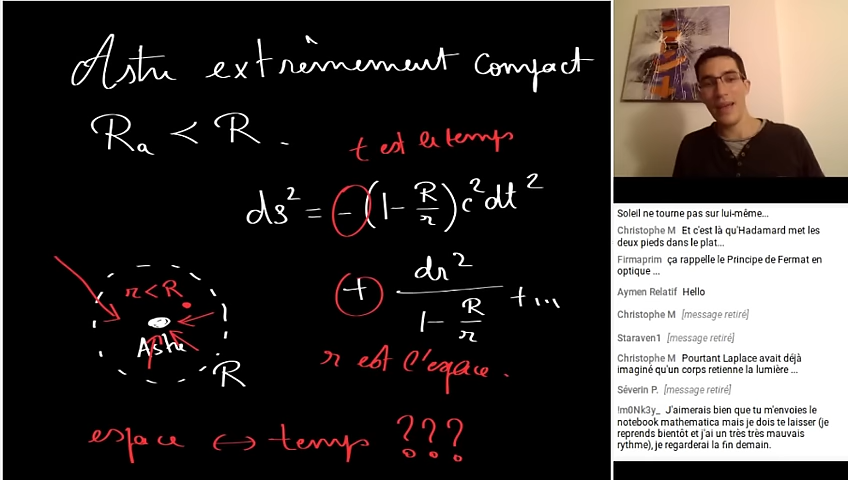 Astre extrêmement compact
Ra < R.
t est le temps
ds² = -(1 - R/r)c²dt²
+ dr²/(1 - R/r) + ...
r < R
Astre
R
r est l'espace.
espace ↔ temps ???
Soleil ne tourne pas sur lui-même...
Christophe M Et c'est là qu'Hadamard met les
deux pieds dans le plat...
Firmaprim ça rappelle le Principe de Fermat en
optique ...
Aymen Relatif Hello
Christophe M [message retiré]
Staraven1 [message retiré]
Christophe M Pourtant Laplace avait déjà
imaginé qu'un corps retienne la lumière ...
Séverin P. [message retiré]
!m0Nk3y_ J'aimerais bien que tu m'envoies le
notebook mathematica mais je dois te laisser (je
reprends bientôt et j'ai un très très mauvais
rythme), je regarderai la fin demain.